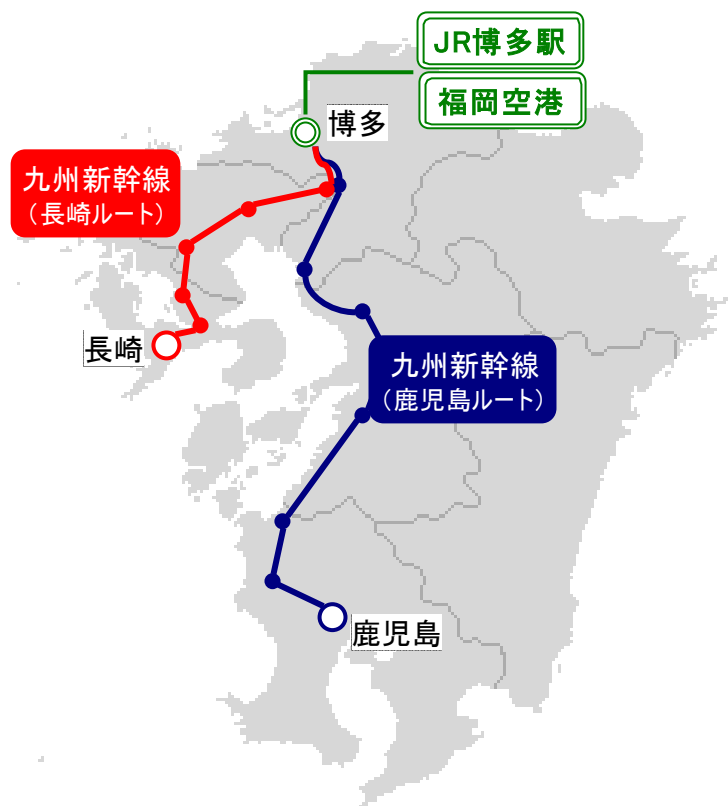 JR博多駅
福岡空港
博多
九州新幹線
（長崎ルート）
長崎
九州新幹線
（鹿児島ルート）
鹿児島